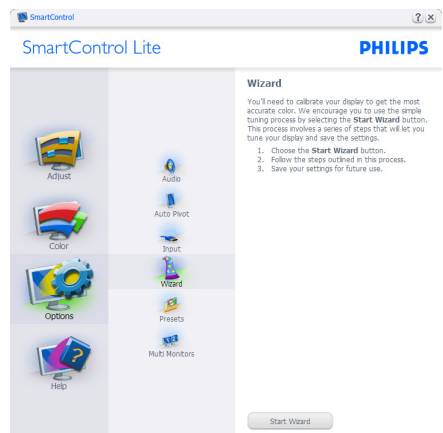 SmartControl
SmartControl Lite
PHILIPS
Adjust
Color
Options
Help
Audio
Auto Pivot
Input
Wizard
Presets
Multi Monitors
Wizard
You'll need to calibrate your display to get the most
accurate color. We encourage you to use the simple
tuning process by selecting the Start Wizard button.
This process involves a series of steps that will let you
tune your display and save the settings.
1. Choose the Start Wizard button.
2. Follow the steps outlined in this process.
3. Save your settings for future use.
Start Wizard